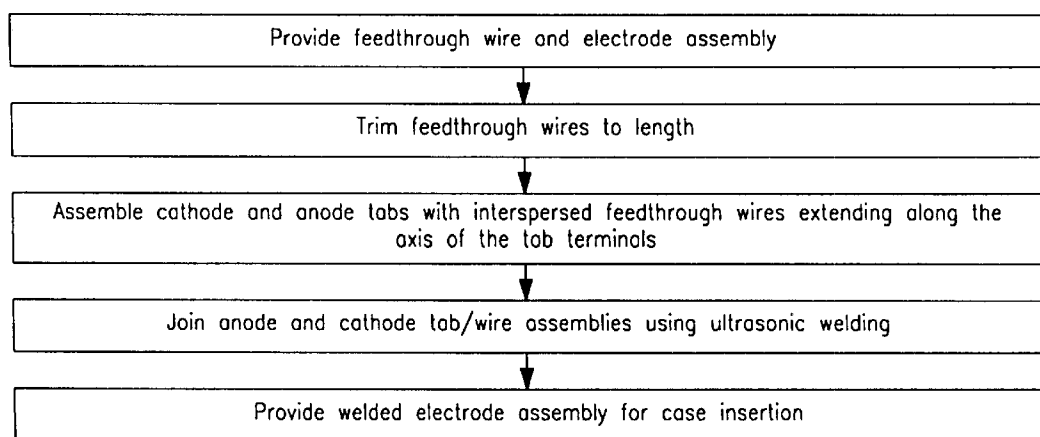 Provide feedthrough wire and electrode assembly
Trim feedthrough wires to length
Assemble cathode and anode tabs with interspersed feedthrough wires extending along the
axis of the tab terminals
Join anode and cathode tab/wire assemblies using ultrasonic welding
Provide welded electrode assembly for case insertion